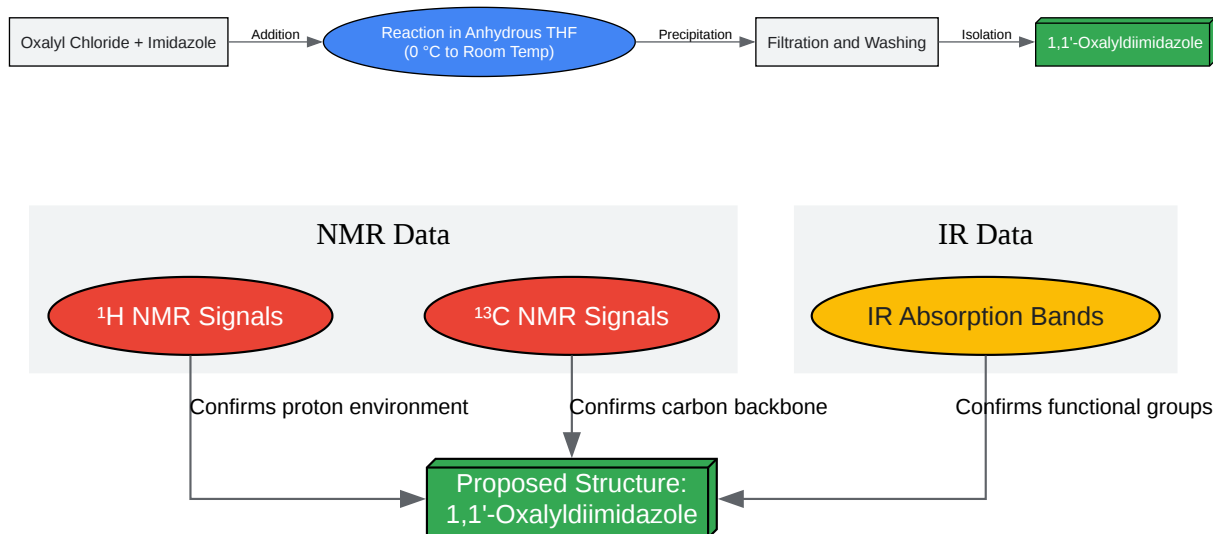 Oxalyl Chloride + Imidazole
Addition
Reaction in Anhydrous THF
(0 °C to Room Temp)
Precipitation
Filtration and Washing
Isolation
1,1'-Oxalyldiimidazole
NMR Data
IR Data
¹H NMR Signals
¹³C NMR Signals
IR Absorption Bands
Confirms proton environment
Confirms carbon backbone
Confirms functional groups
Proposed Structure:
1,1'-Oxalyldiimidazole